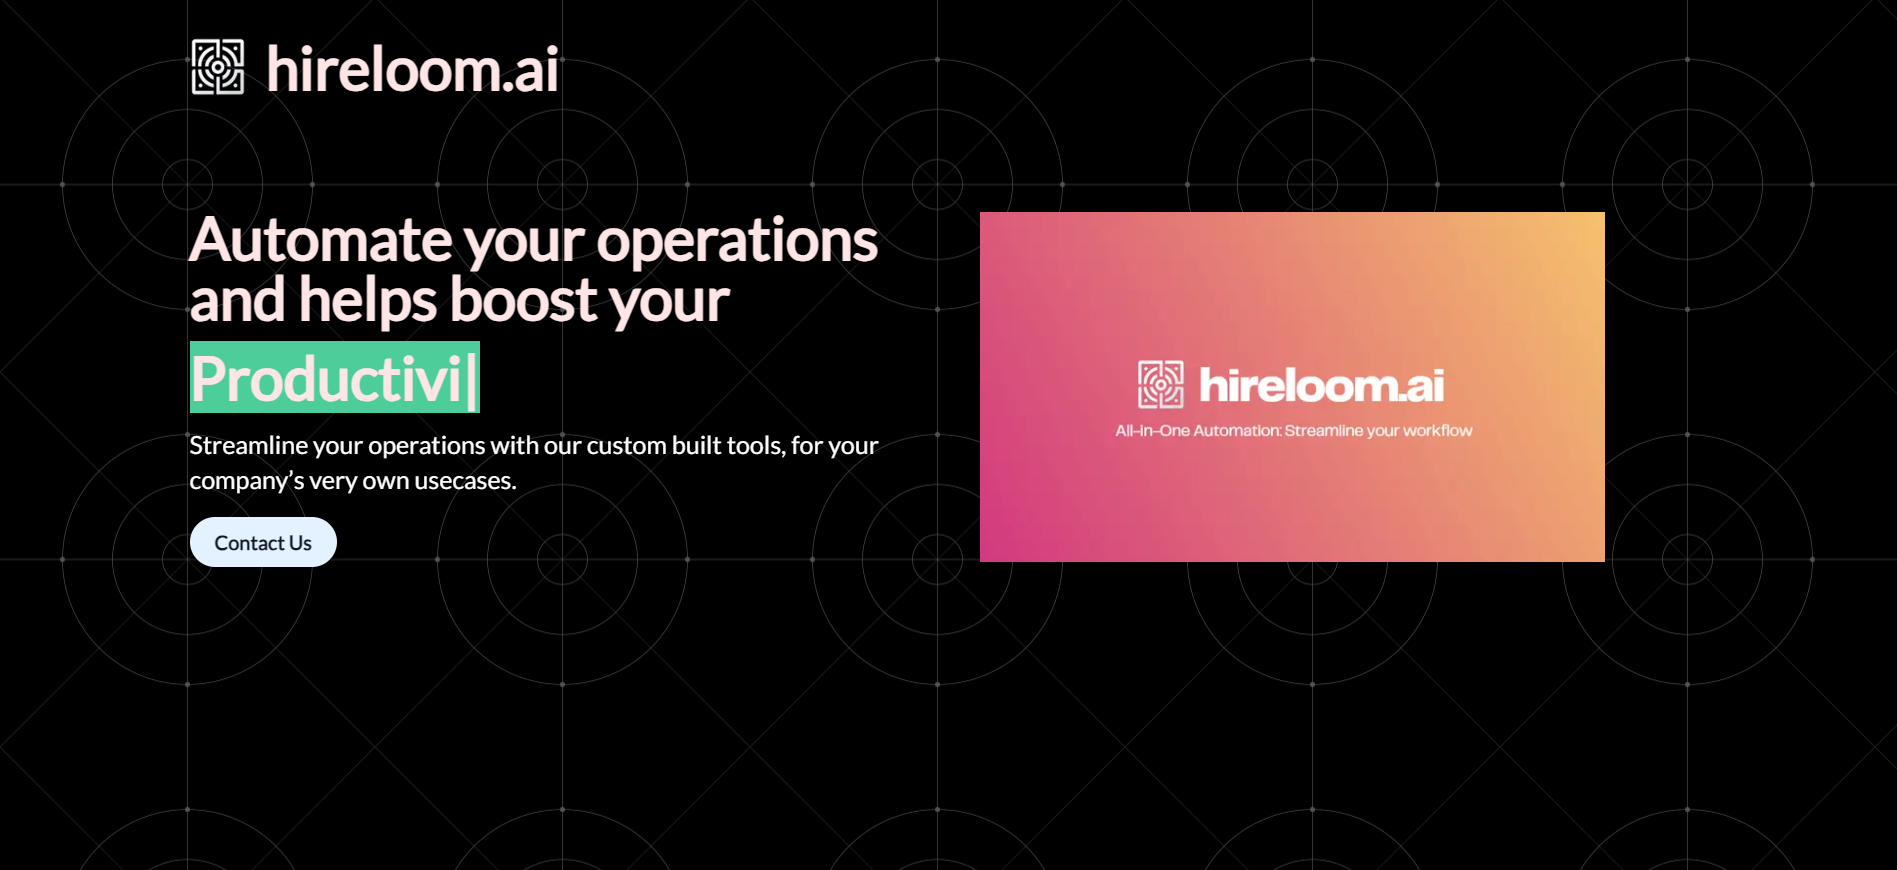 hireloom.ai
Automate your operations
and helps boost your
Productivi|
Streamline your operations with our custom built tools, for your
company’s very own usecases.
Contact Us
hireloom.ai
All-in-One Automation: Streamline your workflow